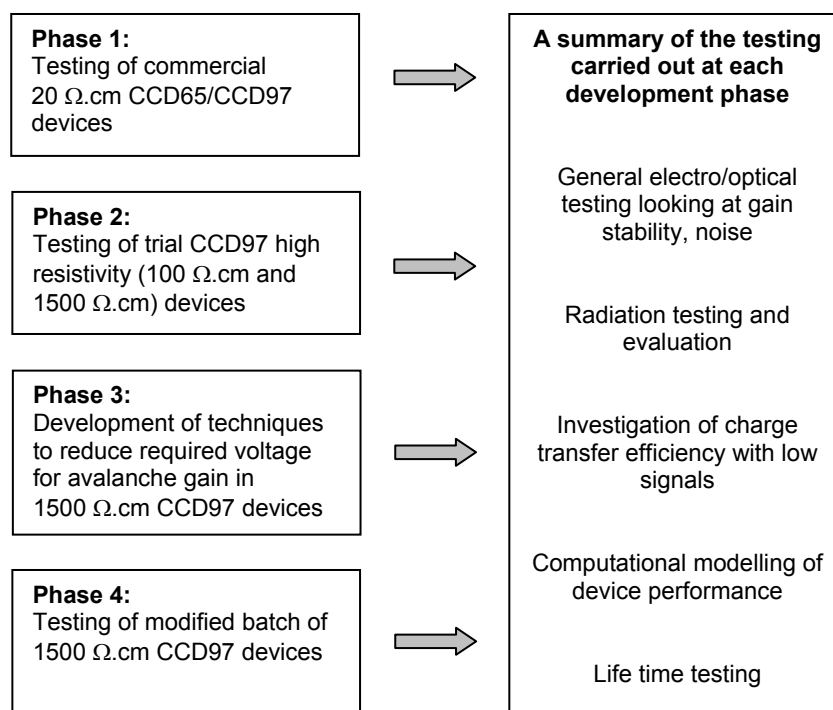 Phase 1:
Testing of commercial
20 Ω.cm CCD65/CCD97
devices
Phase 2:
Testing of trial CCD97 high
resistivity (100 Ω.cm and
1500 Ω.cm) devices
Phase 3:
Development of techniques
to reduce required voltage
for avalanche gain in
1500 Ω.cm CCD97 devices
Phase 4:
Testing of modified batch of
1500 Ω.cm CCD97 devices
A summary of the testing
carried out at each
development phase
General electro/optical
testing looking at gain
stability, noise
Radiation testing and
evaluation
Investigation of charge
transfer efficiency with low
signals
Computational modelling of
device performance
Life time testing